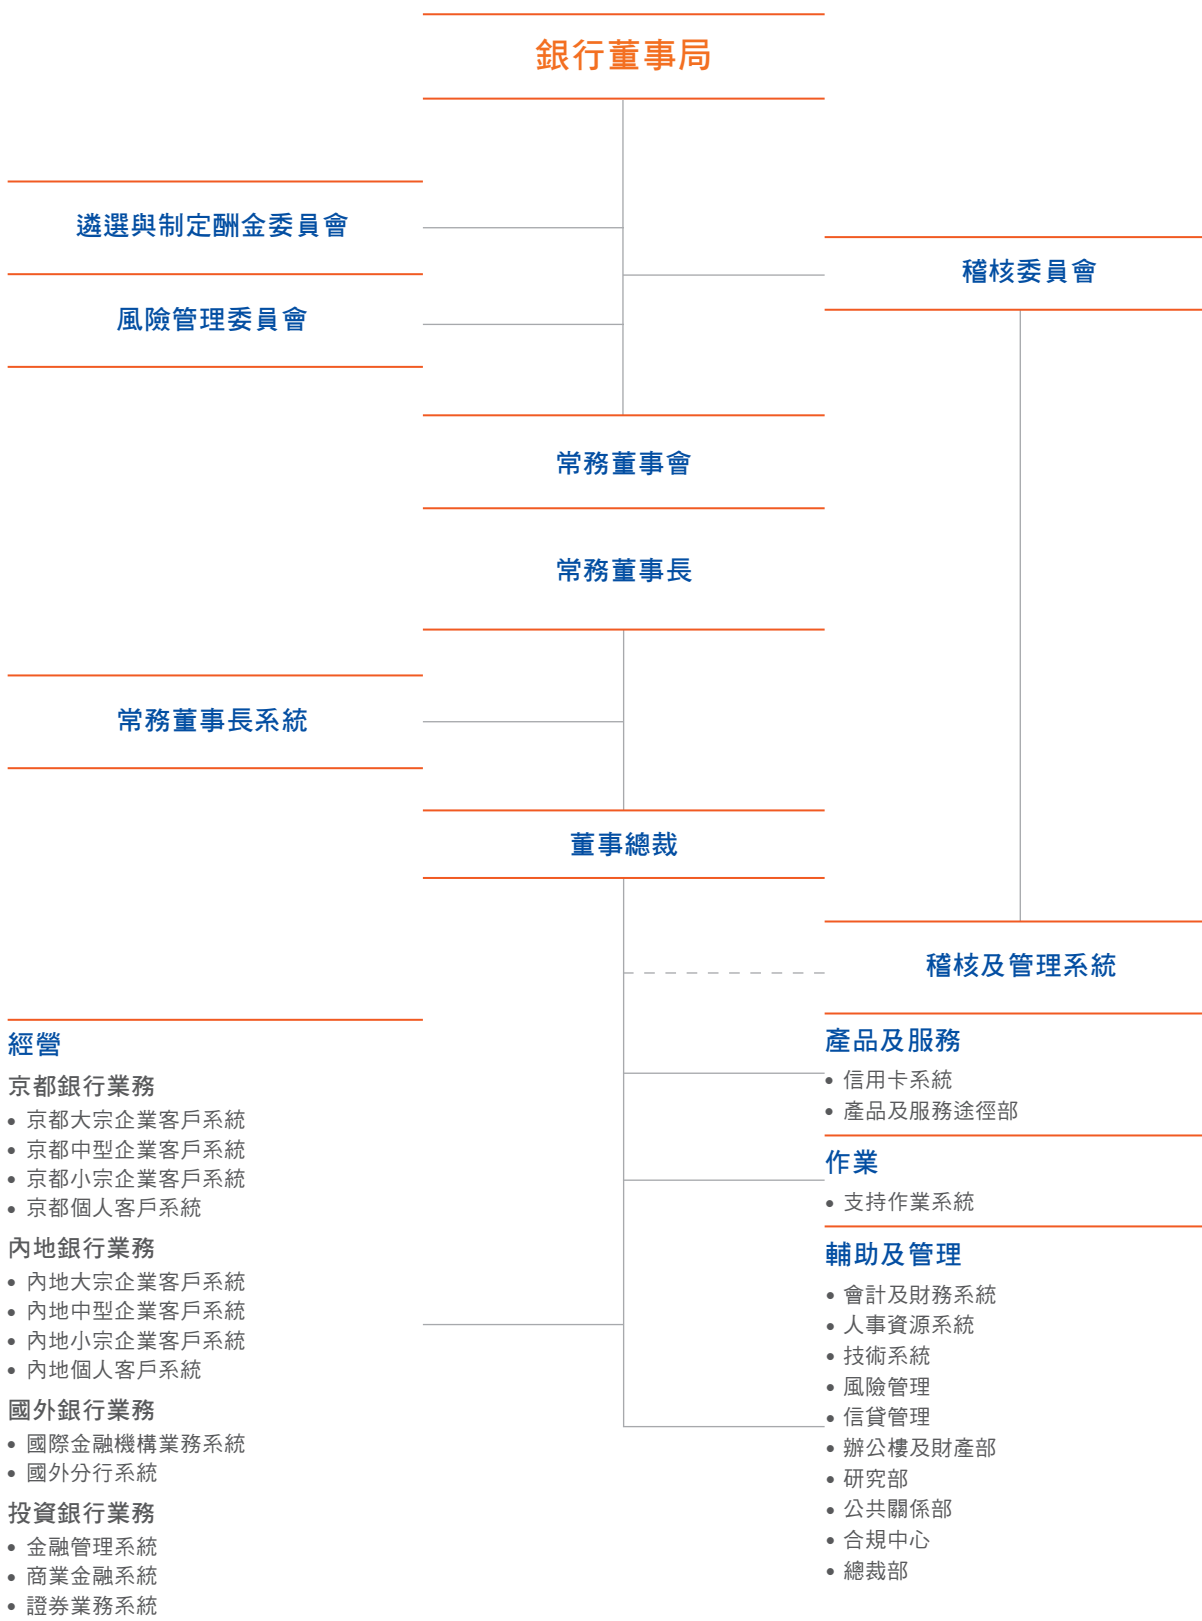 銀行董事局
遴選與制定酬金委員會
稽核委員會
風險管理委員會
常務董事會
常務董事長
常務董事長系統
董事總裁
稽核及管理系統
經營
京都銀行業務
• 京都大宗企業客戶系統
• 京都中型企業客戶系統
• 京都小宗企業客戶系統
• 京都個人客戶系統
內地銀行業務
• 內地大宗企業客戶系統
• 內地中型企業客戶系統
• 內地小宗企業客戶系統
• 內地個人客戶系統
國外銀行業務
• 國際金融機構業務系統
• 國外分行系統
投資銀行業務
• 金融管理系統
• 商業金融系統
• 證券業務系統
產品及服務
• 信用卡系統
• 產品及服務途徑部
作業
• 支持作業系統
輔助及管理
• 會計及財務系統
• 人事資源系統
• 技術系統
• 風險管理
• 信貸管理
• 辦公樓及財產部
• 研究部
• 公共關係部
• 合規中心
• 總裁部